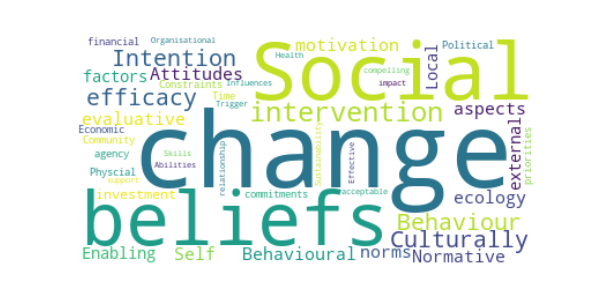 financial Organisational
Intention Health motivation Political
Social
factors Attitudes Constraints Influences compelling Local
efficacy Time Trigger impact
evaluative intervention aspects
Economic change external
Community
agency Skills relationship Sustainability Effective priorities
Physcial Abilities
support
investment beliefs commitments acceptable ecology
Behaviour
Culturally
Enabling Self Behavioural norms Normative